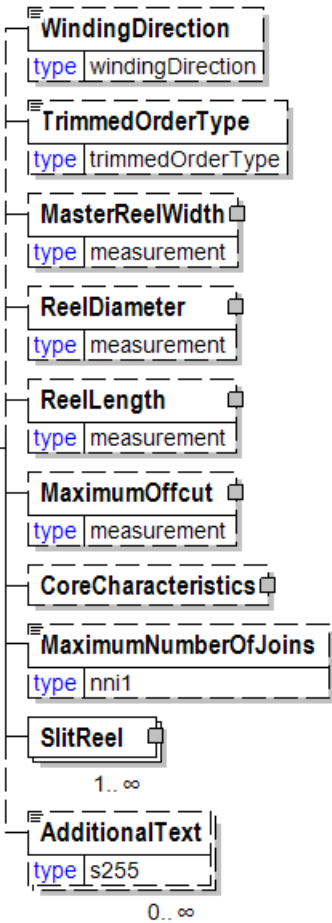 WindingDirection
type windingDirection
TrimmedOrderType
type trimmedOrderType
MasterReelWidth
type measurement
ReelDiameter
type measurement
ReelLength
type measurement
MaximumOffcut
type measurement
CoreCharacteristics
MaximumNumberOfJoins
type nni1
SlitReel
1.. ∞
AdditionalText
type s255
0.. ∞